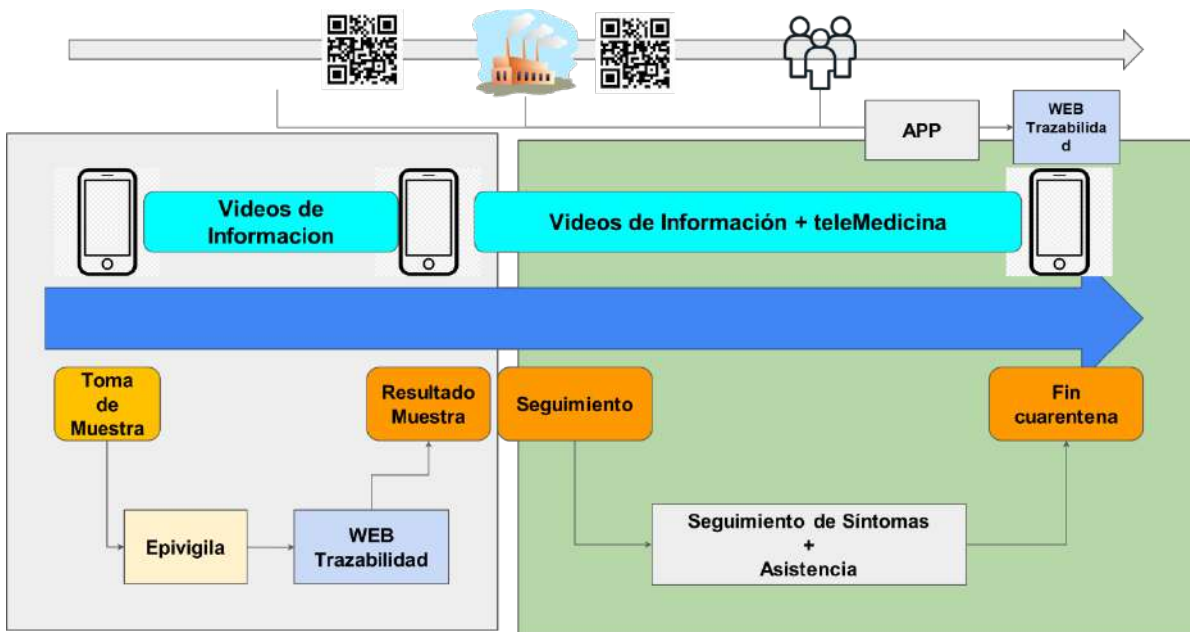 APP
WEB
Trazabilida
d
Videos de
Informacion
Videos de Información + teleMedicina
Toma
de
Muestra
Resultado
Muestra
Seguimiento
Fin
cuarentena
Epivigila
WEB
Trazabilidad
Seguimiento de Síntomas
+
Asistencia